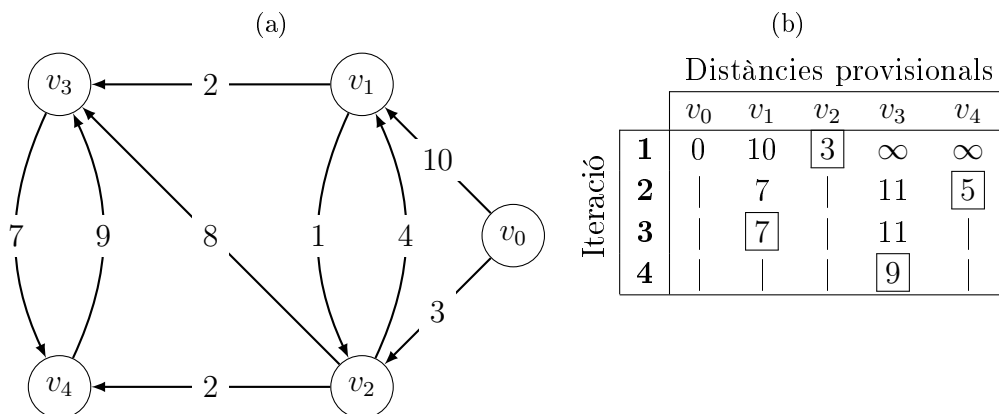 (a)
(b)
v₃
2
v₁
10
7
9
8
1
4
v₀
3
v₄
2
v₂
Distàncies provisionals
v₀ v₁ v₂ v₃ v₄
Iteració
1 0 10 3 ∞ ∞
2 | 7 | 11 5
3 | 7 | 11 |
4 | | | 9 |